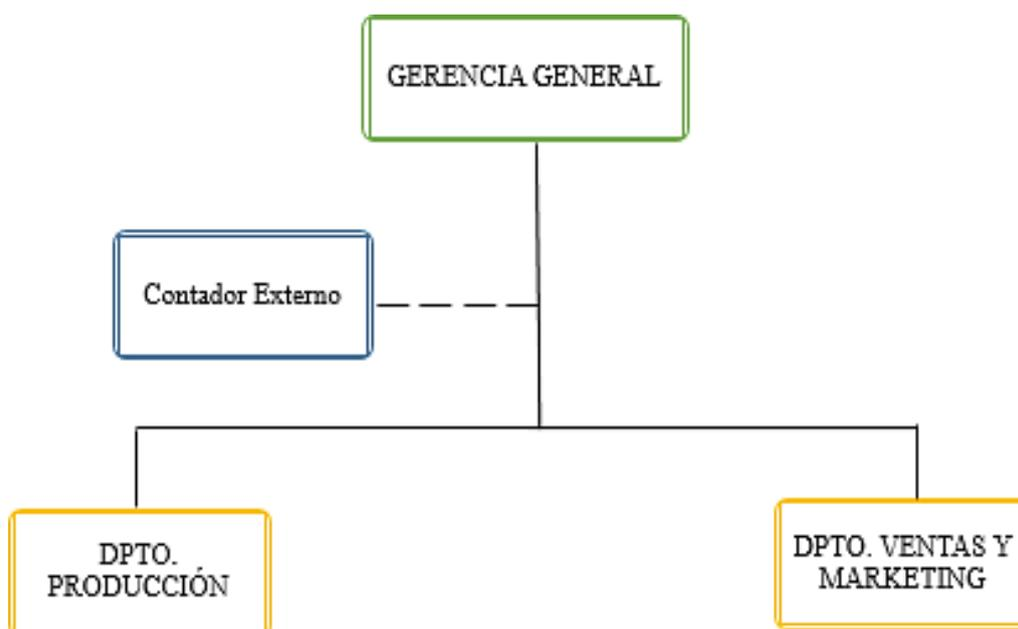 GERENCIA GENERAL
Contador Externo
DPTO.
PRODUCCIÓN
DPTO. VENTAS Y
MARKETING